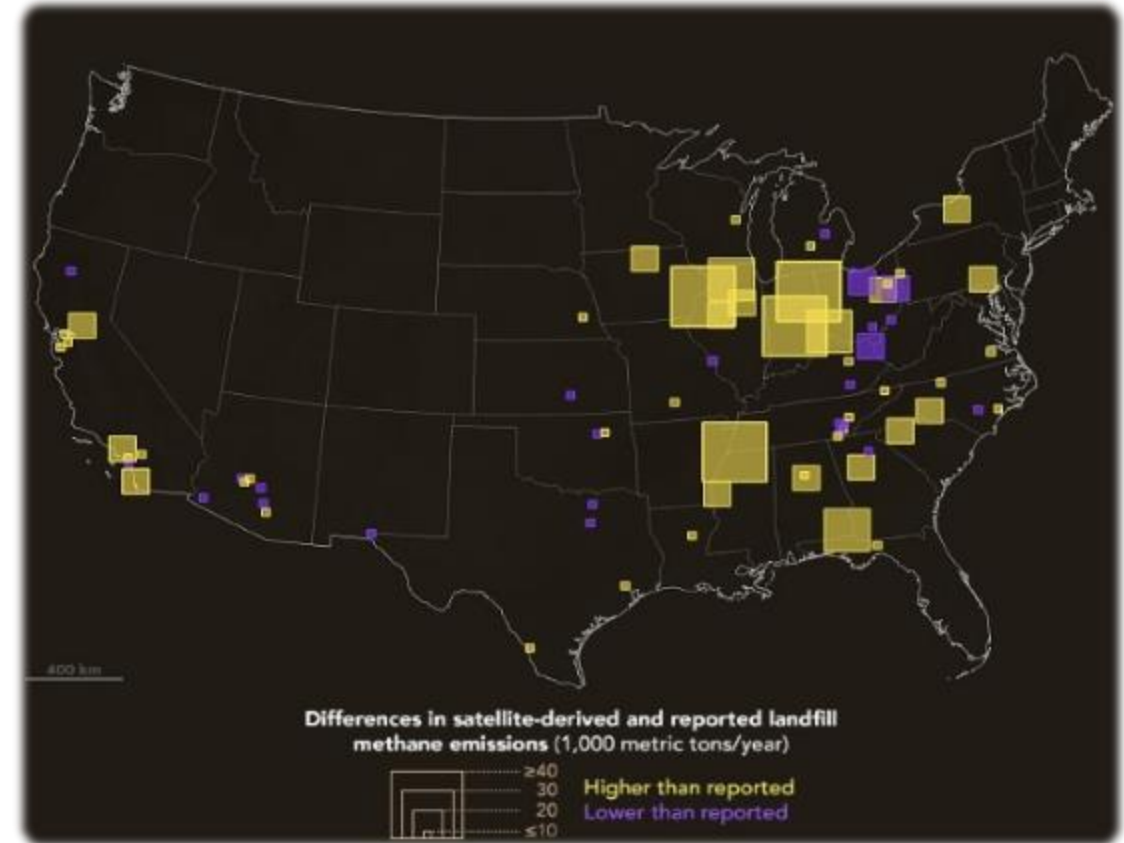 400 km
Differences in satellite-derived and reported landfill
methane emissions (1,000 metric tons/year)
≥40
30
20
≤10
Higher than reported
Lower than reported